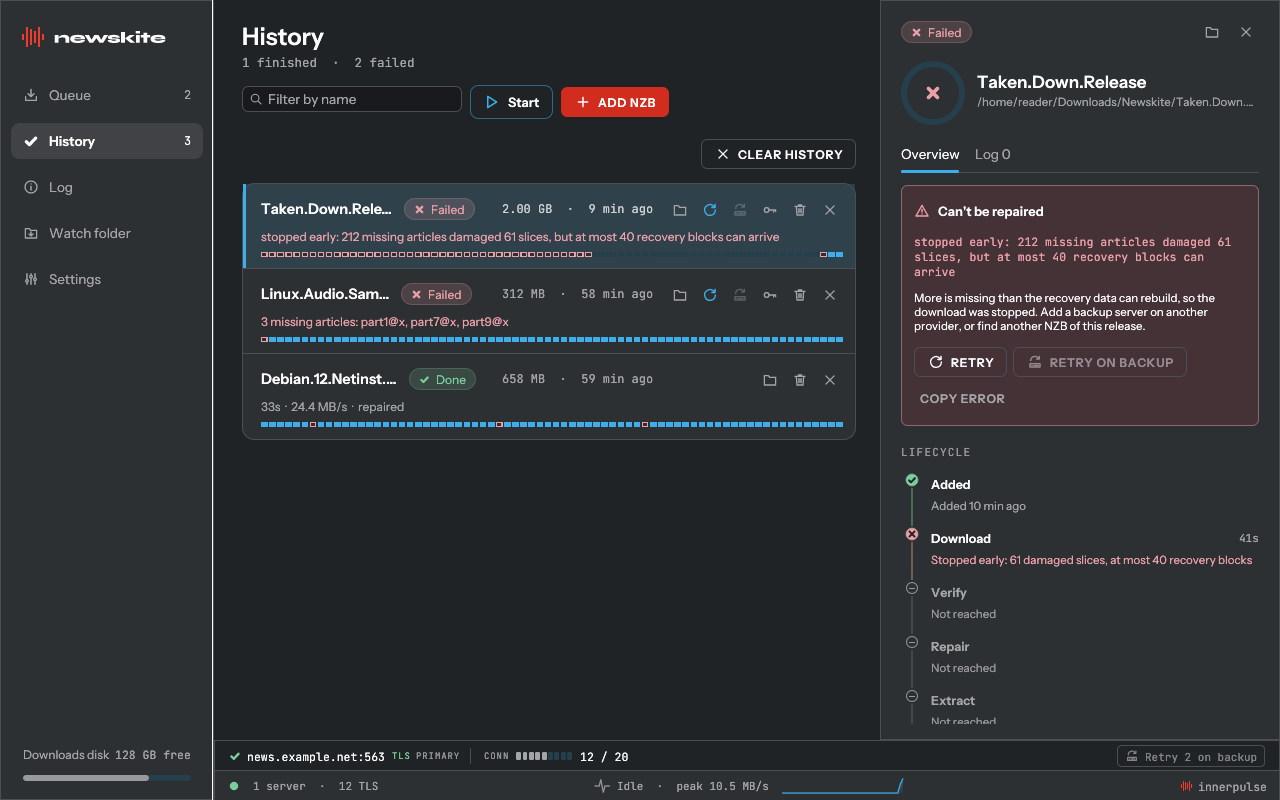 newskite
Queue 2
History 3
Log
Watch folder
Settings
Downloads disk 128 GB free
History
1 finished · 2 failed
Filter by name
Start
ADD NZB
CLEAR HISTORY
Taken.Down.Rele... Failed 2.00 GB · 9 min ago
stopped early: 212 missing articles damaged 61 slices, but at most 40 recovery blocks can arrive
Linux.Audio.Sam... Failed 312 MB · 58 min ago
3 missing articles: part1@x, part7@x, part9@x
Debian.12.Netinst.... Done 658 MB · 59 min ago
33s · 24.4 MB/s · repaired
Failed
Taken.Down.Release
/home/reader/Downloads/Newskite/Taken.Down....
Overview Log 0
Can't be repaired
stopped early: 212 missing articles damaged 61
slices, but at most 40 recovery blocks can
arrive
More is missing than the recovery data can rebuild, so the
download was stopped. Add a backup server on another
provider, or find another NZB of this release.
RETRY
RETRY ON BACKUP
COPY ERROR
LIFECYCLE
Added
Added 10 min ago
Download 41s
Stopped early: 61 damaged slices, at most 40 recovery blocks
Verify
Not reached
Repair
Not reached
Extract
Not reached
news.example.net:563 TLS PRIMARY CONN 12 / 20
Retry 2 on backup
1 server · 12 TLS
Idle · peak 10.5 MB/s
innerpulse